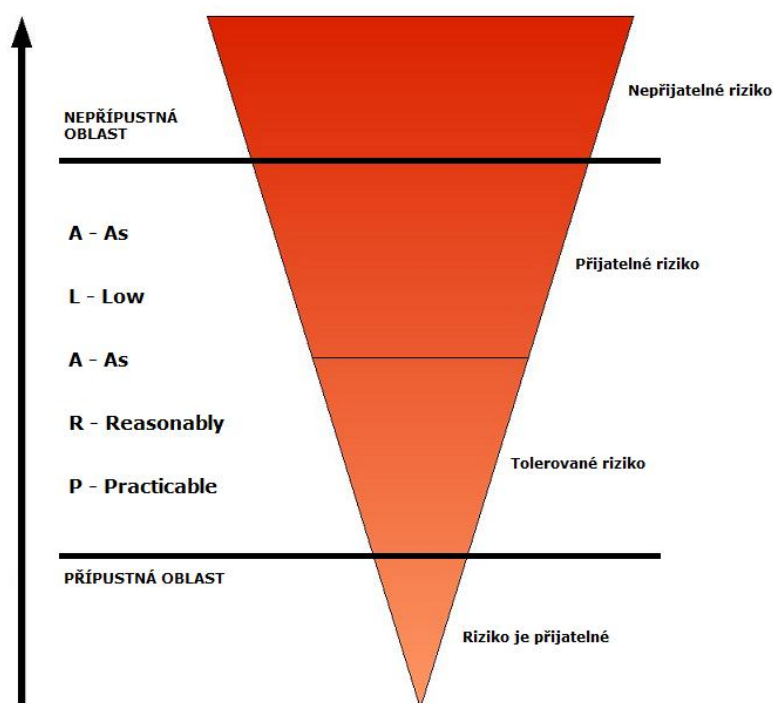 Nepřijatelné riziko
NEPŘÍPUSTNÁ
OBLAST
A - As
Přijatelné riziko
L - Low
A - As
R - Reasonably
Tolerované riziko
P - Practicable
PŘÍPUSTNÁ OBLAST
Riziko je přijatelné